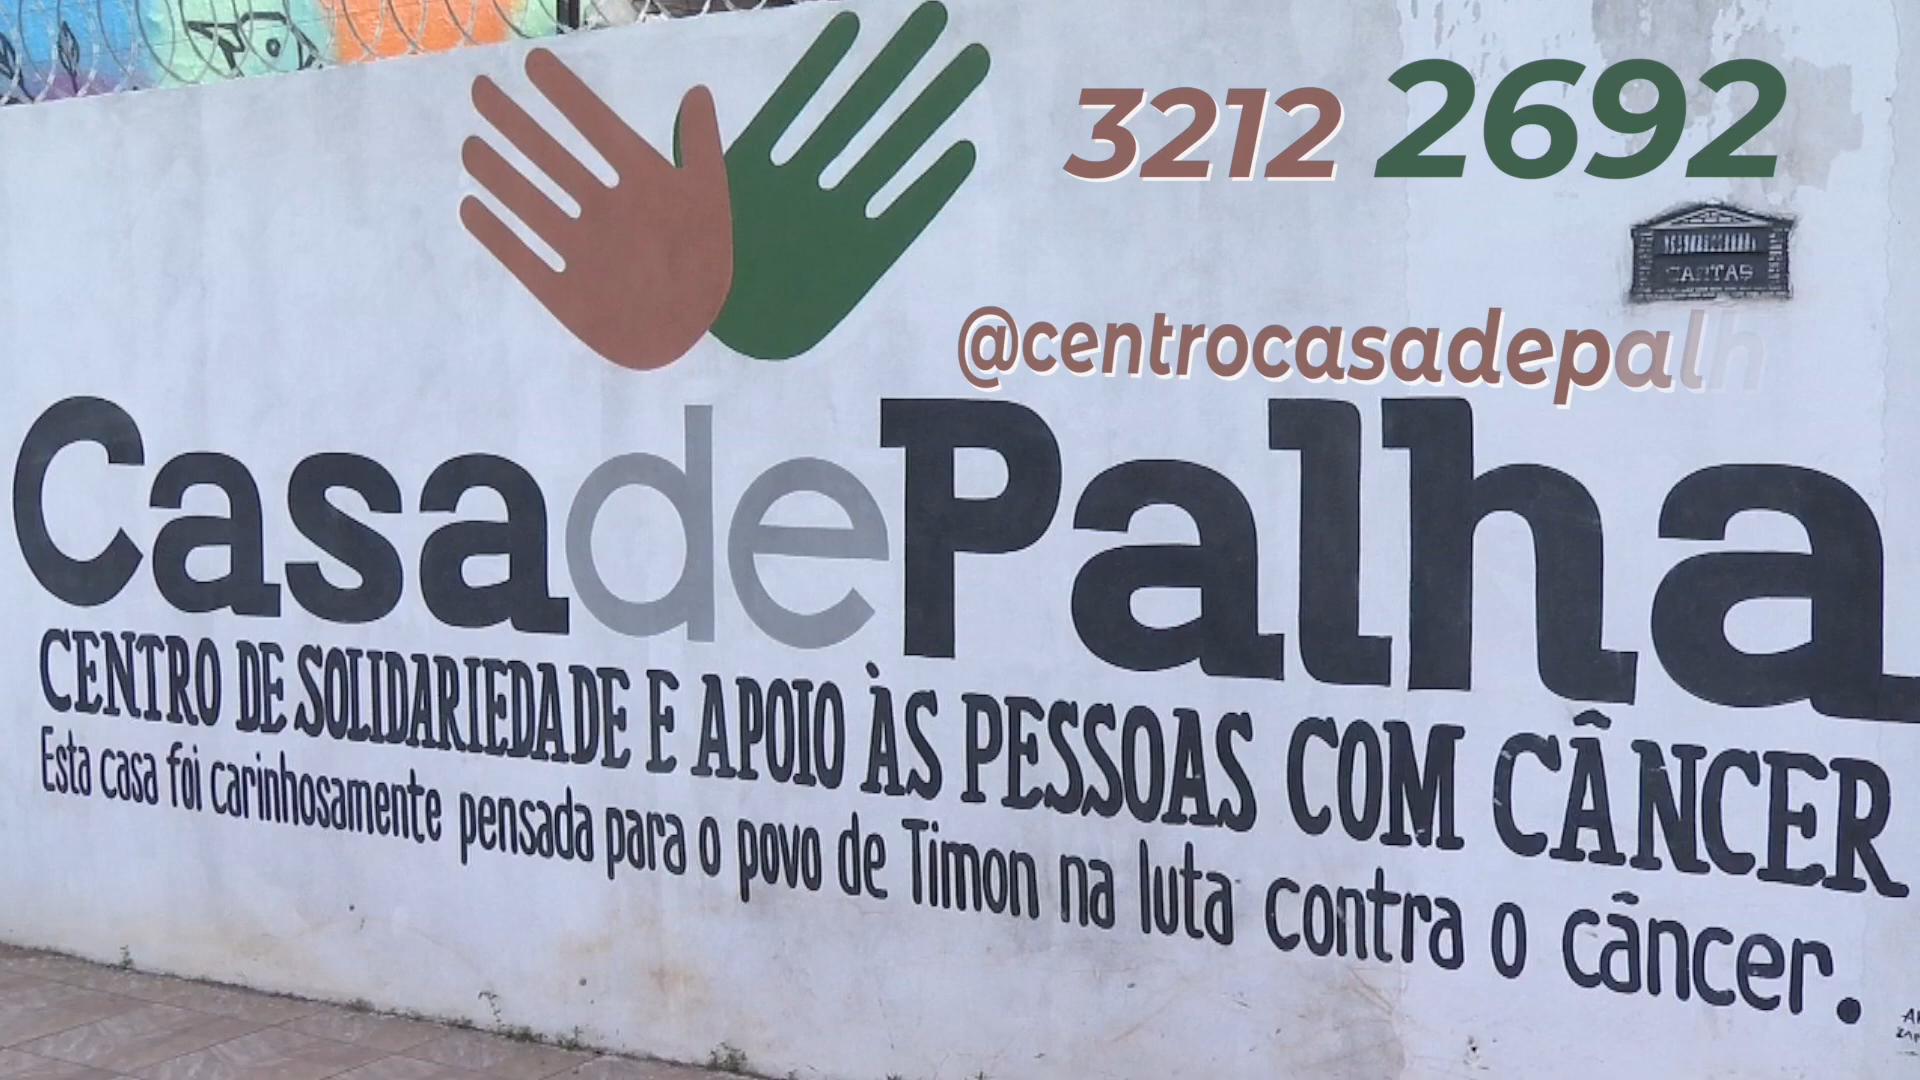 3212 2692
CARTAS
@centrocasadepalh
CasadePalha
CENTRO DE SOLIDARIEDADE E APOIO ÀS PESSOAS COM CÂNCER
Esta casa foi carinhosamente pensada para o povo de Timon na luta contra o câncer.